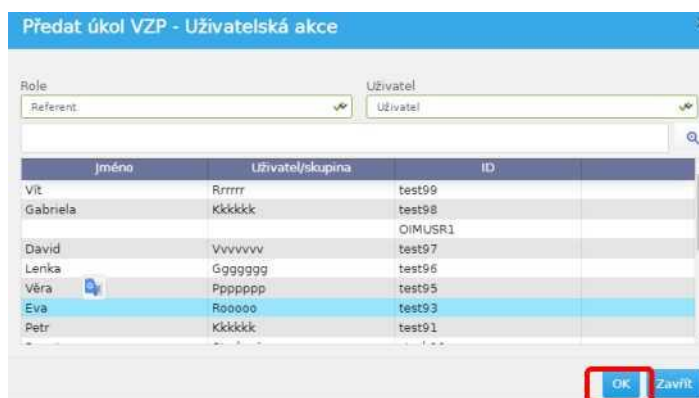 Předat úkol VZP - Uživatelská akce
Role Uživatel
Referent Uživatel
Jméno Uživatel/skupina ID
Vít Rrrrrr test99
Gabriela Kkkkkk test98
OIMUSR1
David Vvvvvvv test97
Lenka Ggggggg test96
Věra Ppppppp test95
Eva Rooooo test93
Petr Kkkkkk test91
OK Zavřít